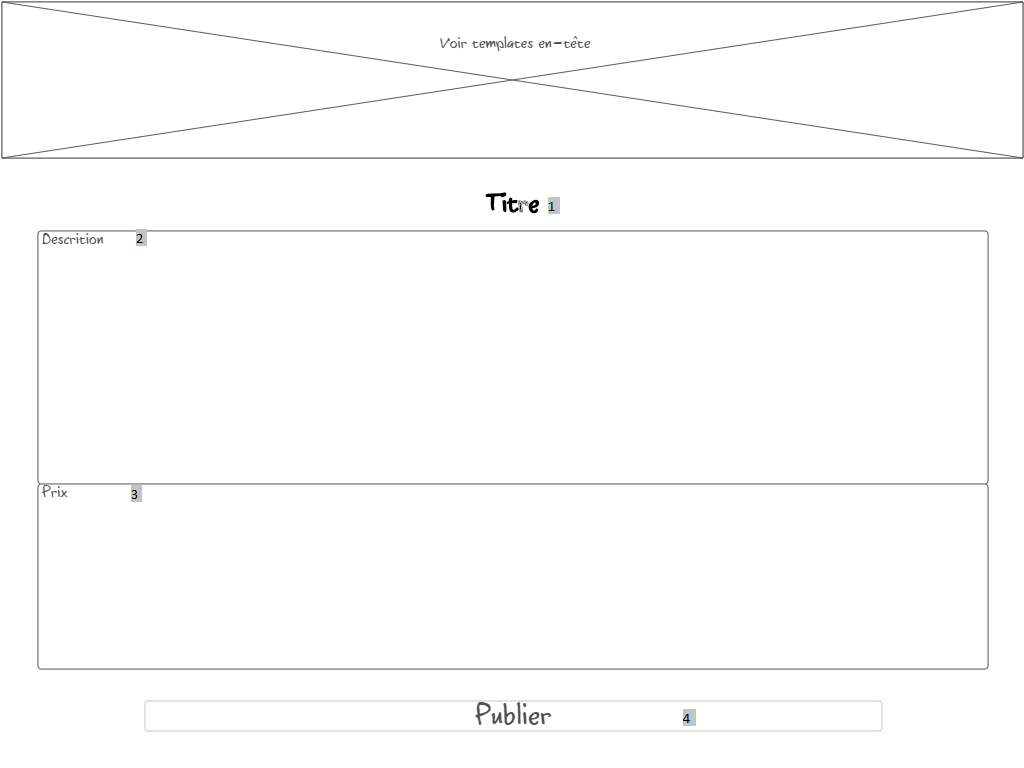 Voir templates en-tête
Titre 1
Descrition 2
Prix 3
Publier 4